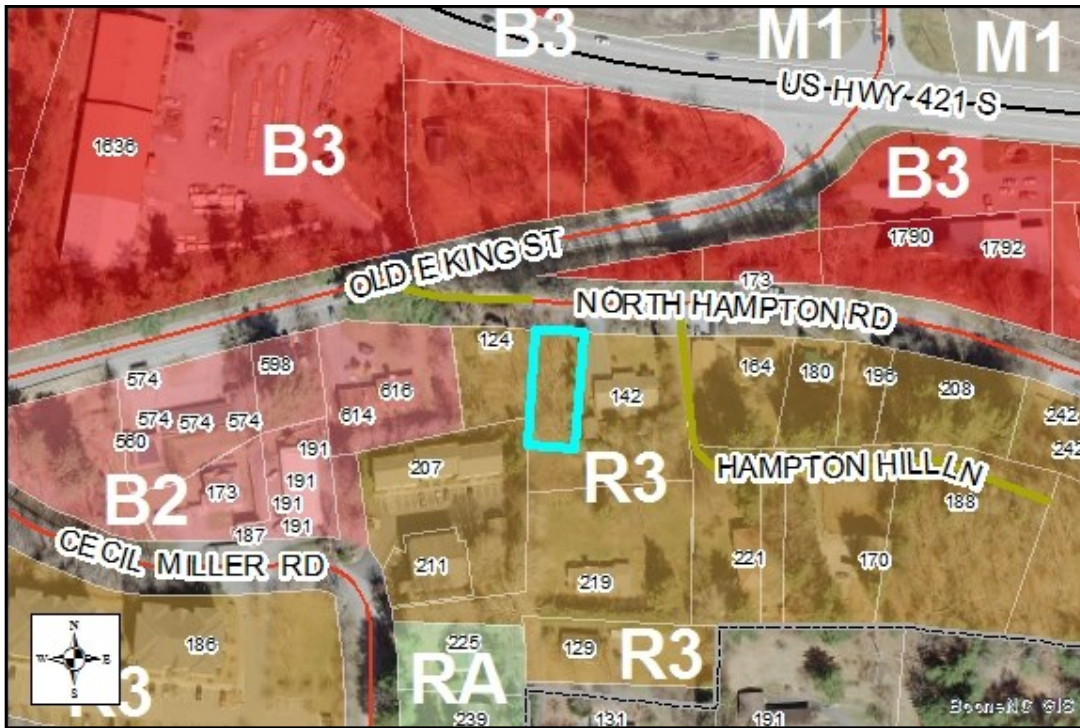 B3
M1
M1
US HWY 421 S
1636
B3
B3
1790
1792
OLD E KING ST
173
NORTH HAMPTON RD
124
574
598
616
142
164
180
196
208
242
574
574
574
614
560
191
242
207
R3
HAMPTON HILL LN
191
173
B2
188
191
187
191
CECIL MILLER RD
211
221
170
219
N
W
E
S
186
225
129
R3
R3
RA
239
131
191
BooneNC GIS